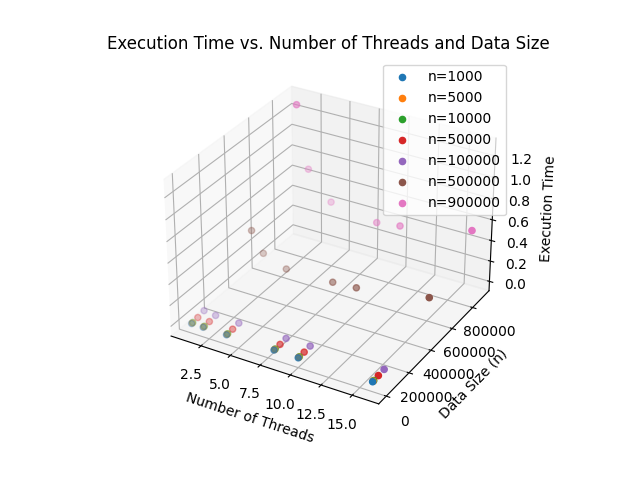 Execution Time vs. Number of Threads and Data Size
n=1000
n=5000
n=10000
n=50000
n=100000
n=500000
n=900000
1.2
1.0
0.8
0.6
0.4
0.2
0.0
Execution Time
800000
600000
400000
200000
0
Data Size (n)
2.5
5.0
7.5
10.0
12.5
15.0
Number of Threads